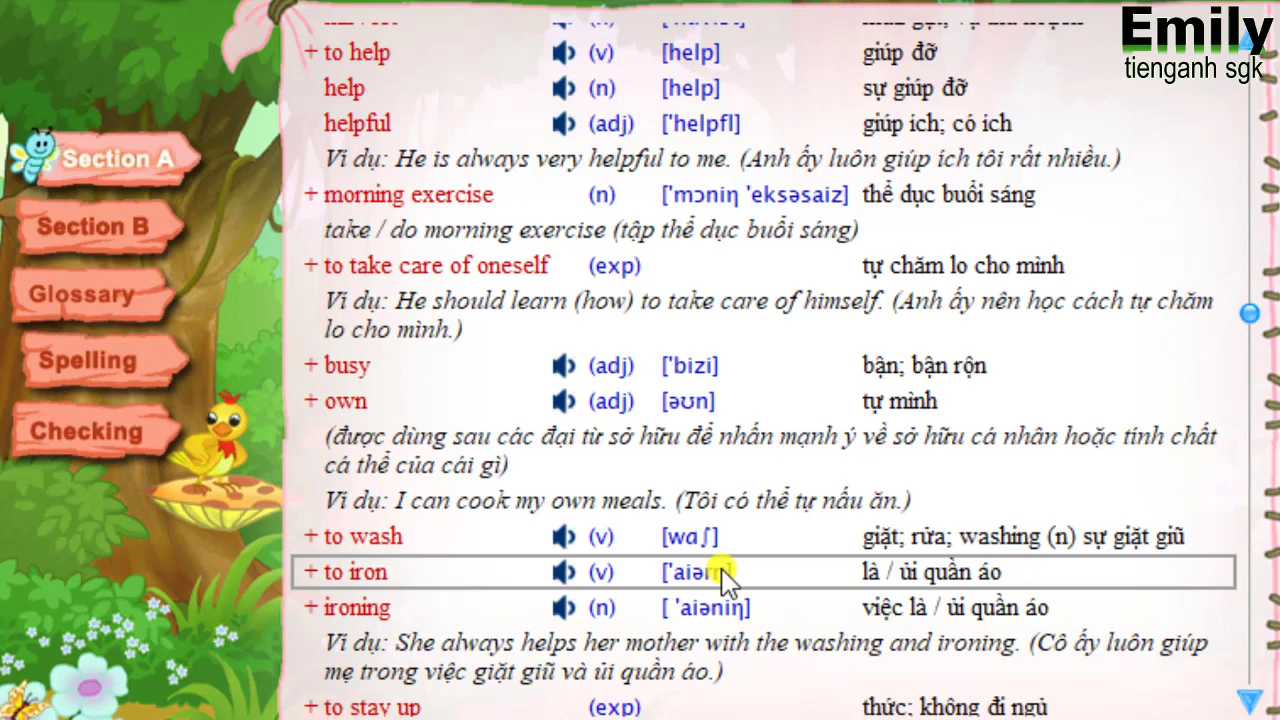 Emily
tienganh sgk
+ to help (v) [help] giúp đỡ
help (n) [help] sự giúp đỡ
helpful (adj) ['helpfl] giúp ích; có ích
Ví dụ: He is always very helpful to me. (Anh ấy luôn giúp ích tôi rất nhiều.)
+ morning exercise (n) ['mɔniŋ 'eksəsaiz] thể dục buổi sáng
take / do morning exercise (tập thể dục buổi sáng)
+ to take care of oneself (exp) tự chăm lo cho mình
Ví dụ: He should learn (how) to take care of himself. (Anh ấy nên học cách tự chăm
lo cho mình.)
+ busy (adj) ['bizi] bận; bận rộn
+ own (adj) [əʊn] tự mình
(được dùng sau các đại từ sở hữu để nhấn mạnh ý về sở hữu cá nhân hoặc tính chất
cá thể của cái gì)
Ví dụ: I can cook my own meals. (Tôi có thể tự nấu ăn.)
+ to wash (v) [wɑʃ] giặt; rửa; washing (n) sự giặt giũ
+ to iron (v) là / ủi quần áo
+ ironing (n) [ 'aiəniŋ] việc là / ủi quần áo
Ví dụ: She always helps her mother with the washing and ironing. (Cô ấy luôn giúp
mẹ trong việc giặt giũ và ủi quần áo.)
+ to stay up (exp) thức; không đi ngủ
Section A
Section B
Glossary
Spelling
Checking